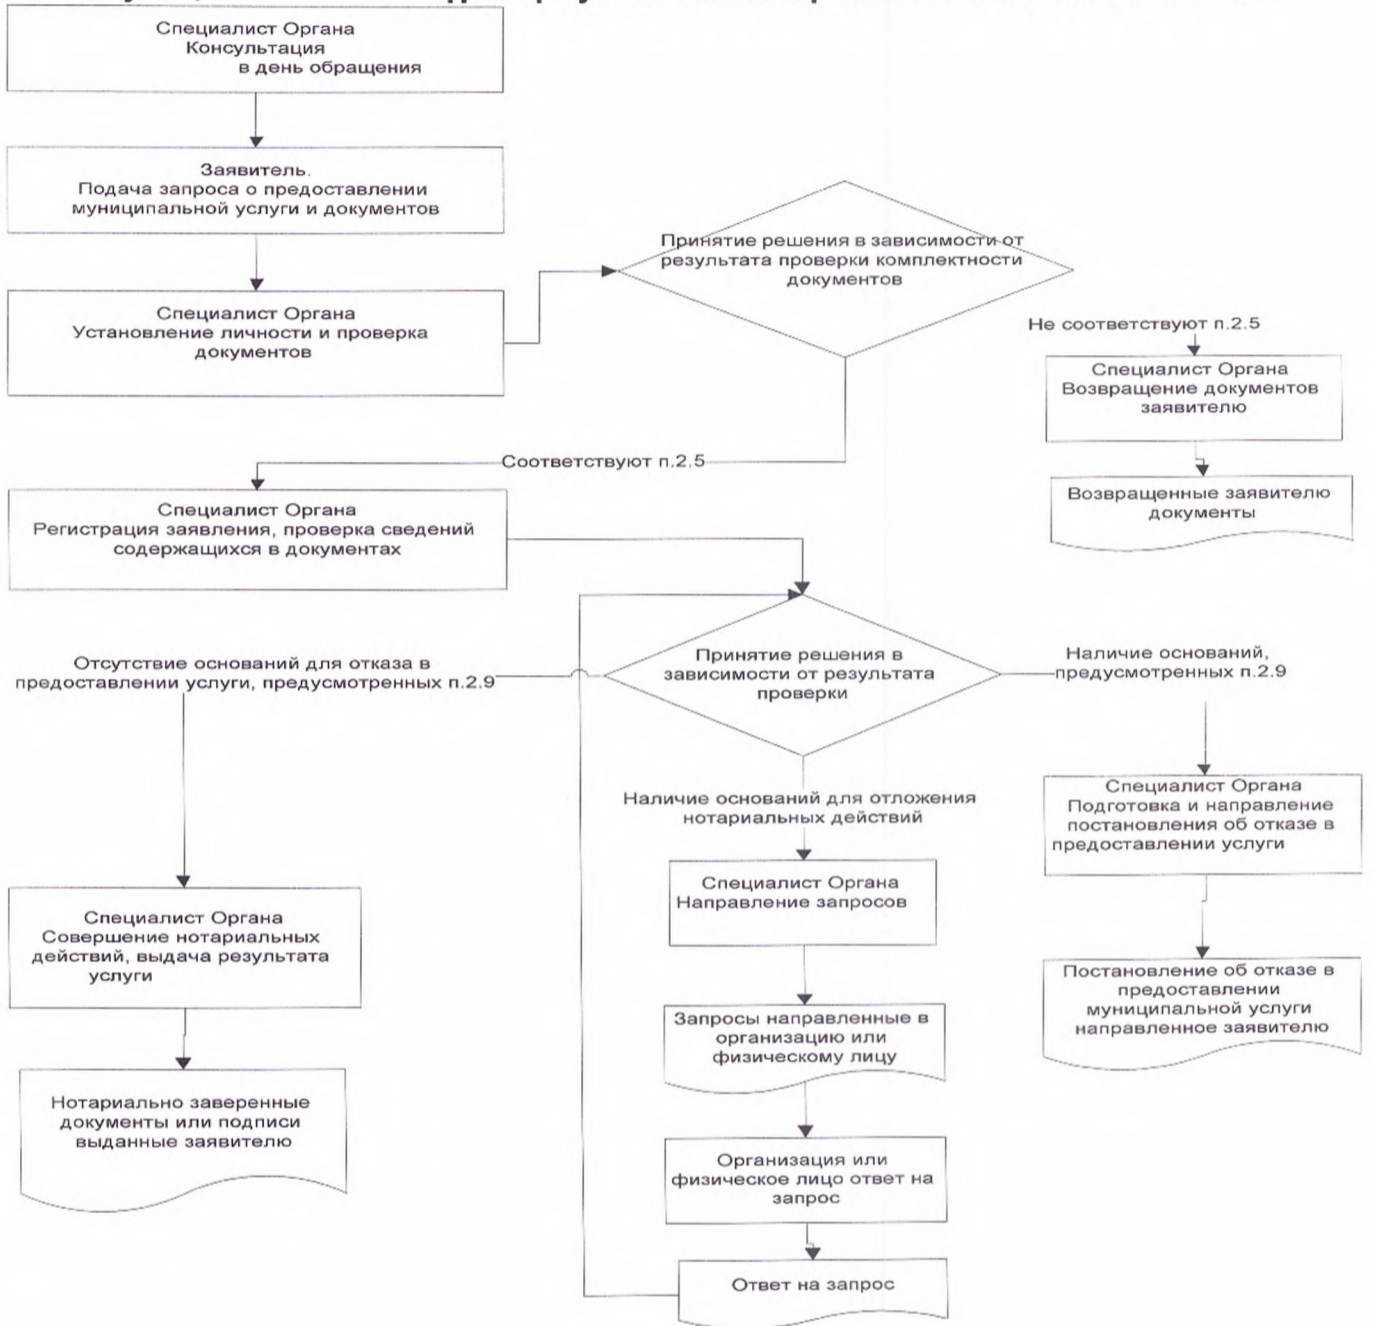 Специалист Органа
Консультация
в день обращения
Заявитель.
Подача запроса о предоставлении
муниципальной услуги и документов
Специалист Органа
Установление личности и проверка
документов
Принятие решения в зависимости от
результата проверки комплектности
документов
Не соответствуют п.2.5
Специалист Органа
Возвращение документов
заявителю
Возвращенные заявителю
документы
Соответствуют п.2.5
Специалист Органа
Регистрация заявления, проверка сведений
содержащихся в документах
Принятие решения в
зависимости от результата
проверки
Отсутствие оснований для отказа в
предоставлении услуги, предусмотренных п.2.9
Наличие оснований,
предусмотренных п.2.9
Наличие оснований для отложения
нотариальных действий
Специалист Органа
Подготовка и направление
постановления об отказе в
предоставлении услуги
Специалист Органа
Направление запросов
Специалист Органа
Совершение нотариальных
действий, выдача результата
услуги
Постановление об отказе в
предоставлении
муниципальной услуги
направленное заявителю
Запросы направленные в
организацию или
физическому лицу
Нотариально заверенные
документы или подписи
выданные заявителю
Организация или
физическое лицо ответ на
запрос
Ответ на запрос